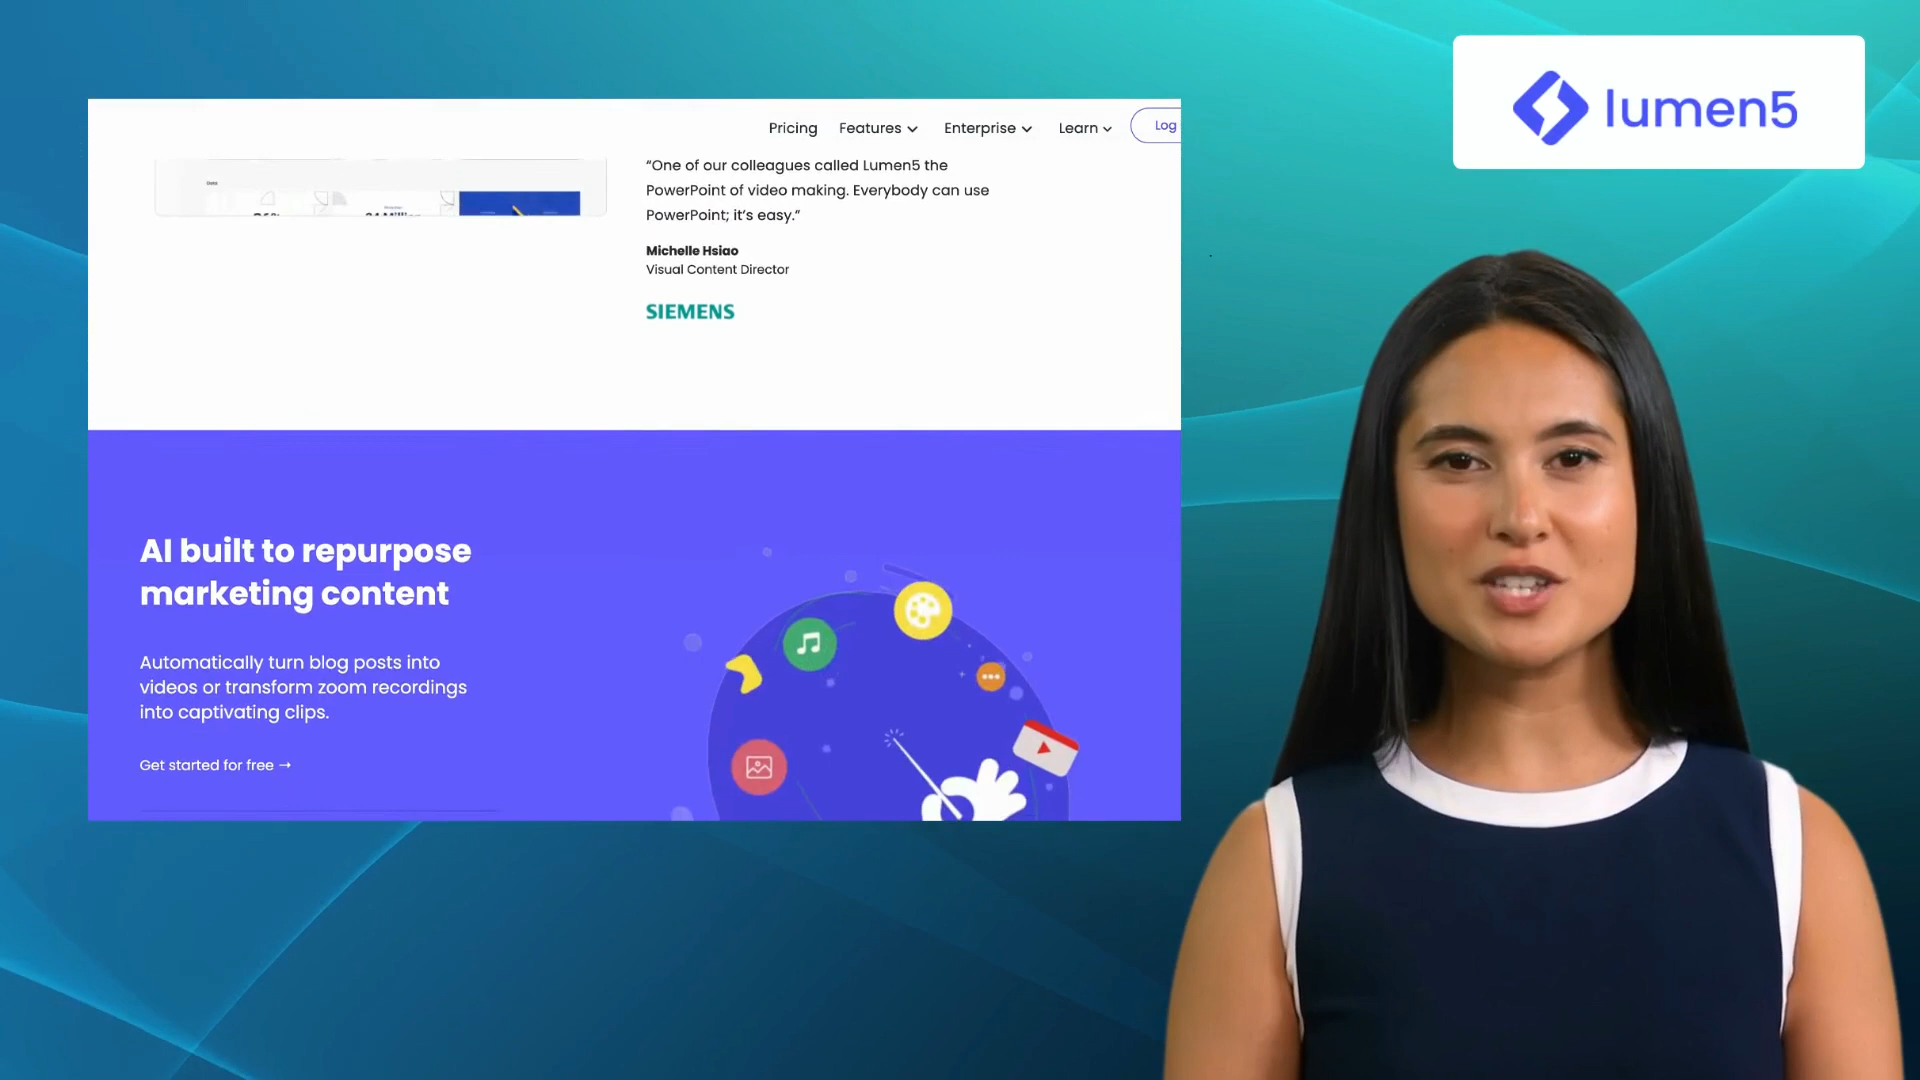 lumen5
Pricing Features Enterprise Learn Log
Data
“One of our colleagues called Lumen5 the
PowerPoint of video making. Everybody can use
PowerPoint; it’s easy.”
Michelle Hsiao
Visual Content Director
SIEMENS
AI built to repurpose
marketing content
Automatically turn blog posts into
videos or transform zoom recordings
into captivating clips.
Get started for free →